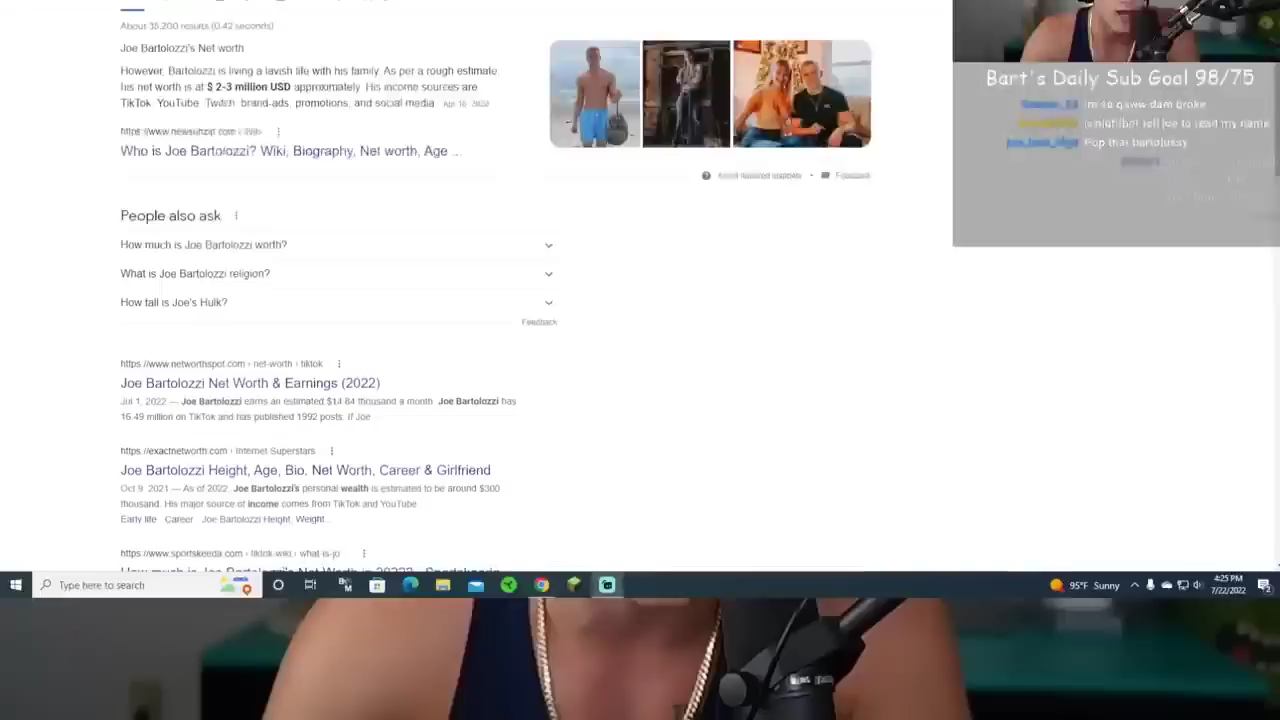 About 35,200 results (0.42 seconds)
Joe Bartolozzi's Net worth
However, Bartolozzi is living a lavish life with his family. As per a rough estimate
his net worth is at $ 2-3 million USD approximately. His income sources are
TikTok YouTube Twitch brand-ads, promotions, and social media Apr 16 2022
Who is Joe Bartolozzi? Wiki, Biography, Net worth, Age ...
People also ask
How much is Joe Bartolozzi worth?
What is Joe Bartolozzi religion?
How tall is Joe's Hulk?
Feedback
https://www.networthspot.com › net-worth › tiktok
Joe Bartolozzi Net Worth & Earnings (2022)
Jul 1, 2022 — Joe Bartolozzi earns an estimated $14.84 thousand a month. Joe Bartolozzi has
16.49 million on TikTok and has published 1992 posts. If Joe
https://exactnetworth.com › Internet Superstars
Joe Bartolozzi Height, Age, Bio, Net Worth, Career & Girlfriend
Oct 9 2021 — As of 2022, Joe Bartolozzi's personal wealth is estimated to be around $300
thousand. His major source of income comes from TikTok and YouTube
Early life Career Joe Bartolozzi Height, Weight...
https://www.sportskeeda.com › tiktok-wiki › what-is-jo
Feedback
Bart's Daily Sub Goal 98/75
dam broke
to read my name
Pop that bartolussy
Type here to search
95°F Sunny
4:25 PM
7/22/2022